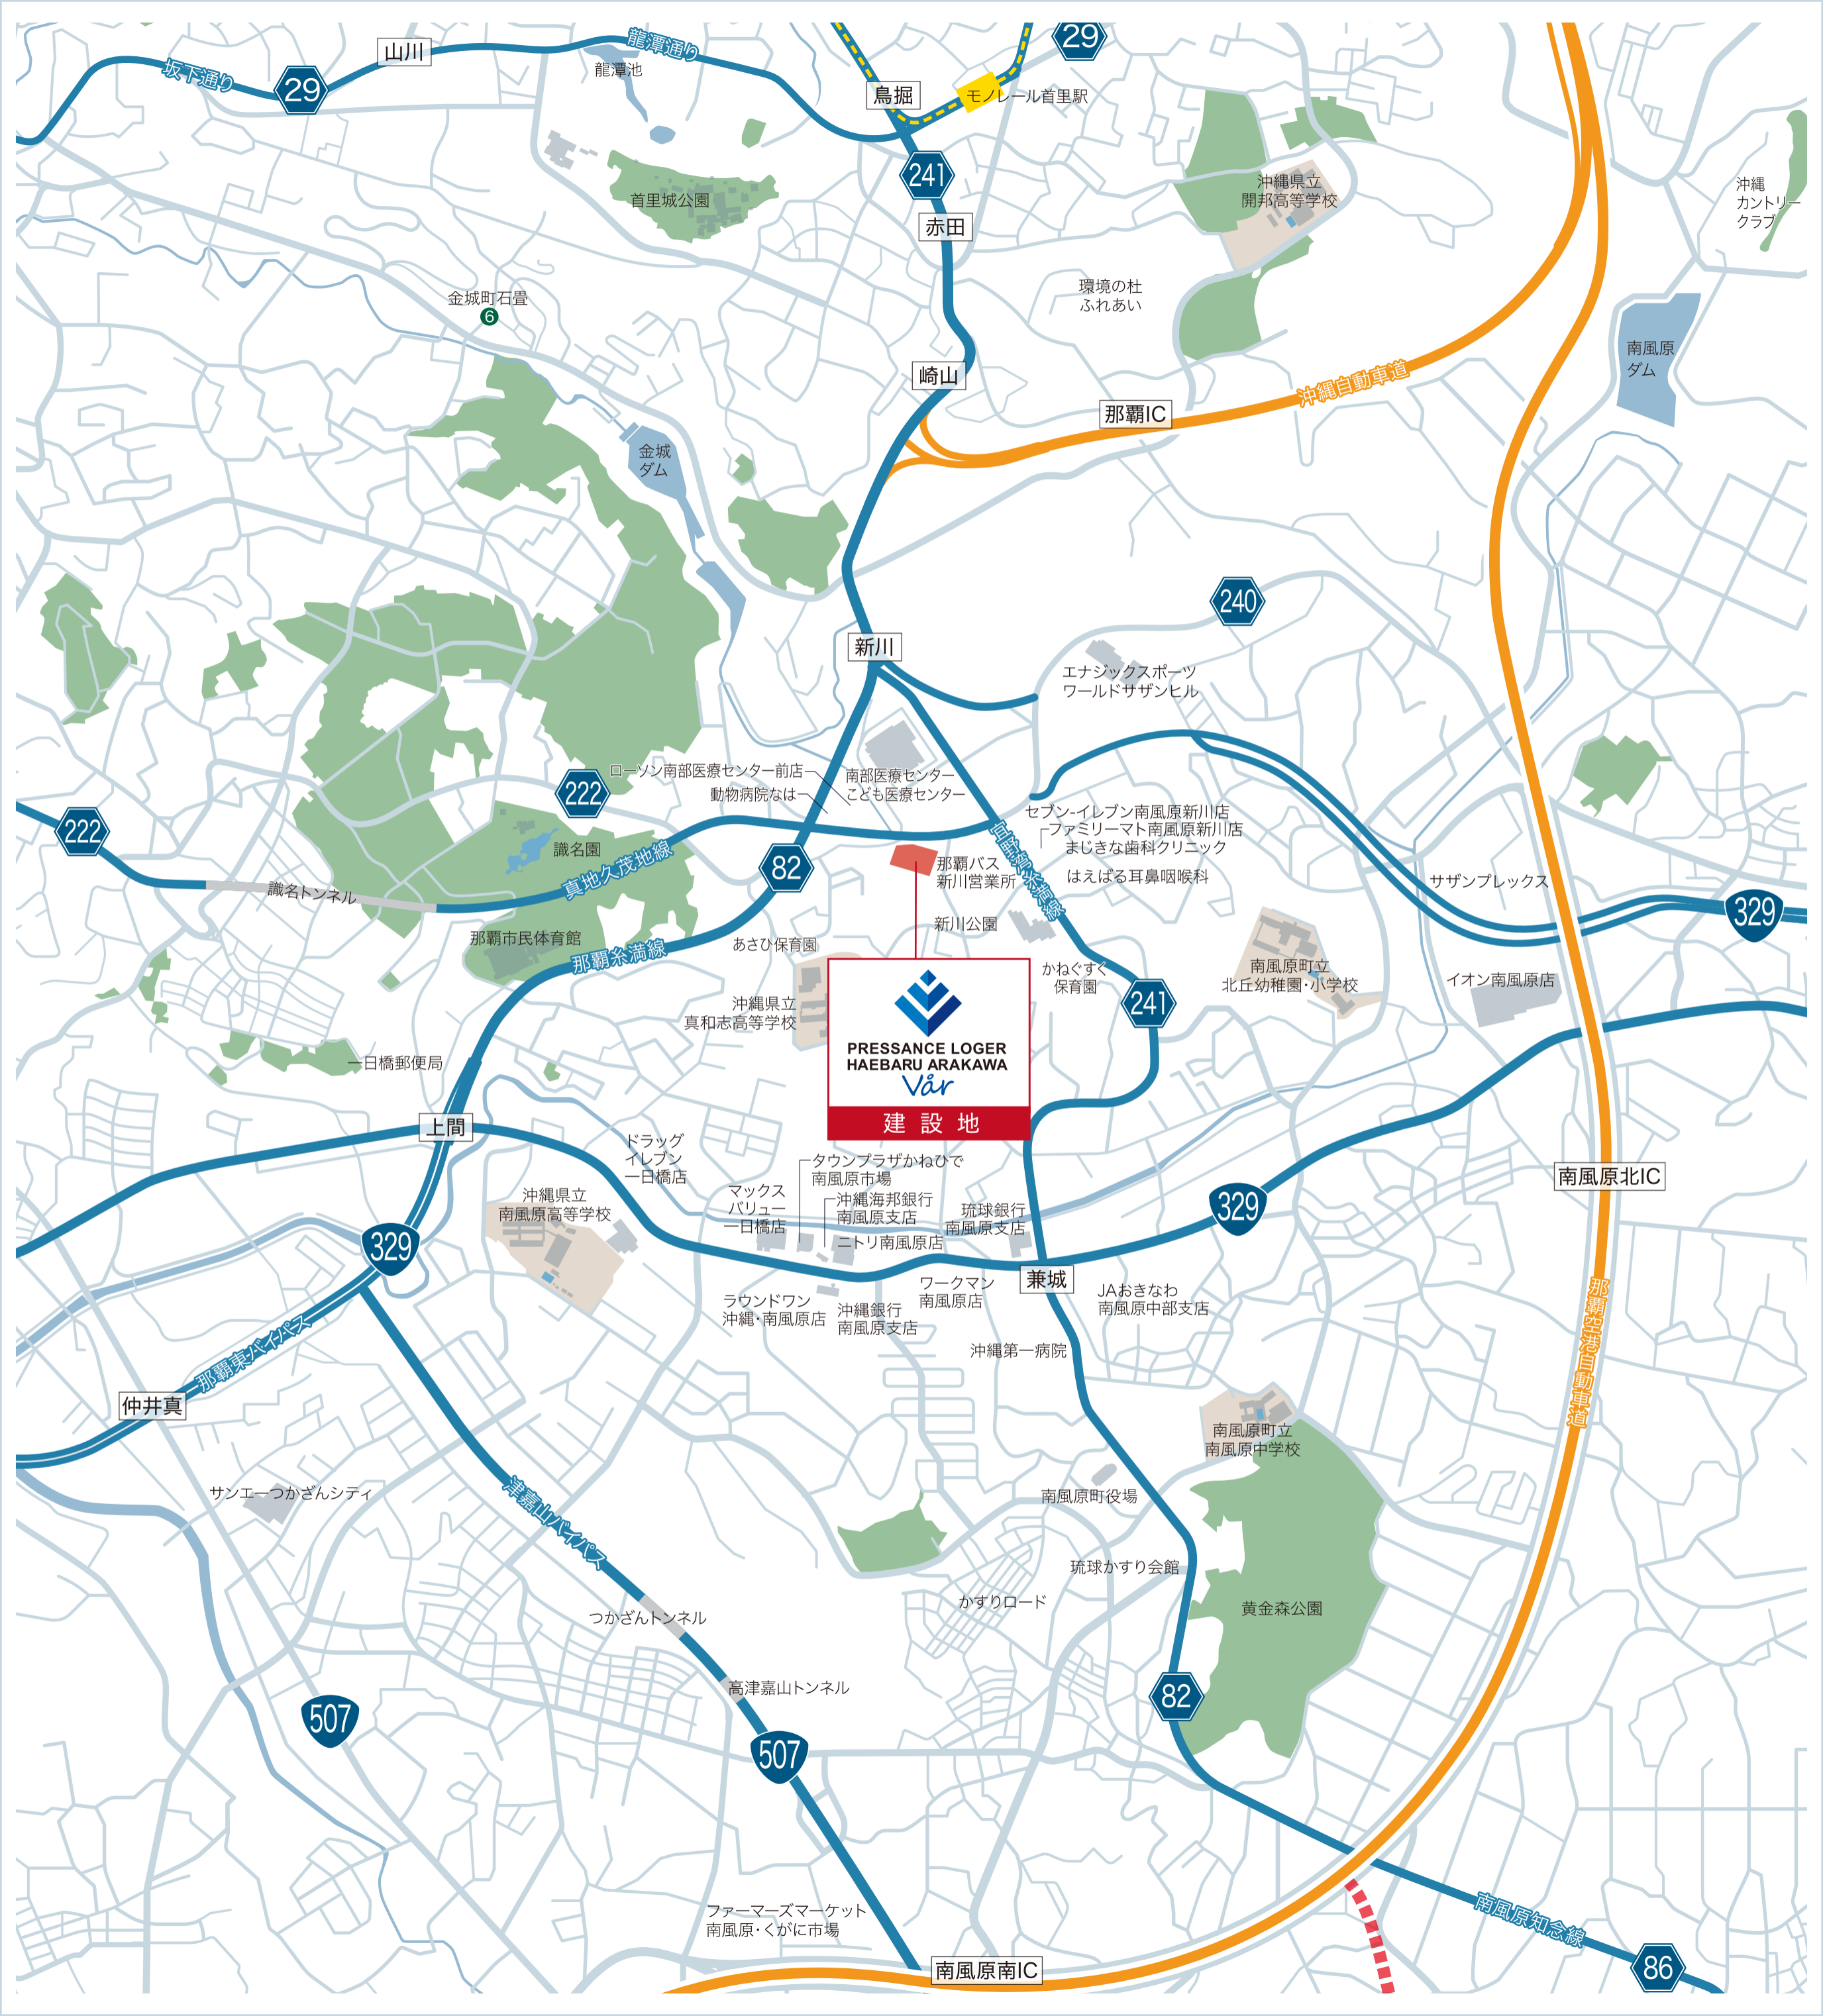 山川
龍潭通り
29
龍潭池
坂下通り
29
鳥掘
モノレール首里駅
241
首里城公園
赤田
沖縄県立
開邦高等学校
沖縄
カントリー
クラブ
金城町石畳
6
環境の杜
ふれあい
崎山
南風原
ダム
沖縄自動車道
那覇IC
金城
ダム
240
新川
エナジックスポーツ
ワールドサザンヒル
ローソン南部医療センター前店
動物病院なは
南部医療センター
こども医療センター
222
222
セブン-イレブン南風原新川店
ファミリーマト南風原新川店
まじきな歯科クリニック
はえばる耳鼻咽喉科
識名園
真地久茂地線
82
宜野湾糸満線
那覇バス
新川営業所
サザンプレックス
329
識名トンネル
新川公園
那覇市民体育館
那覇糸満線
あさひ保育園
かねぐすく
保育園
南風原町立
北丘幼稚園・小学校
イオン南風原店
241
沖縄県立
真和志高等学校
PRESSANCE LOGER
HAEBARU ARAKAWA
Vår
建設地
一日橋郵便局
上間
ドラッグ
イレブン
一日橋店
タウンプラザかねひで
南風原市場
マックス
バリュー
一日橋店
沖縄海邦銀行
南風原支店
琉球銀行
南風原支店
ニトリ南風原店
329
南風原北IC
沖縄県立
南風原高等学校
329
兼城
ワークマン
南風原店
JAおきなわ
南風原中部支店
ラウンドワン
沖縄・南風原店
沖縄銀行
南風原支店
沖縄第一病院
那覇空港自動車道
那覇東バイパス
仲井真
南風原町立
南風原中学校
サンエーつかざんシティ
津嘉山バイパス
南風原町役場
琉球かすり会館
かすりロード
黄金森公園
つかざんトンネル
高津嘉山トンネル
82
507
507
ファーマーズマーケット
南風原・くがに市場
南風原知念線
南風原南IC
86